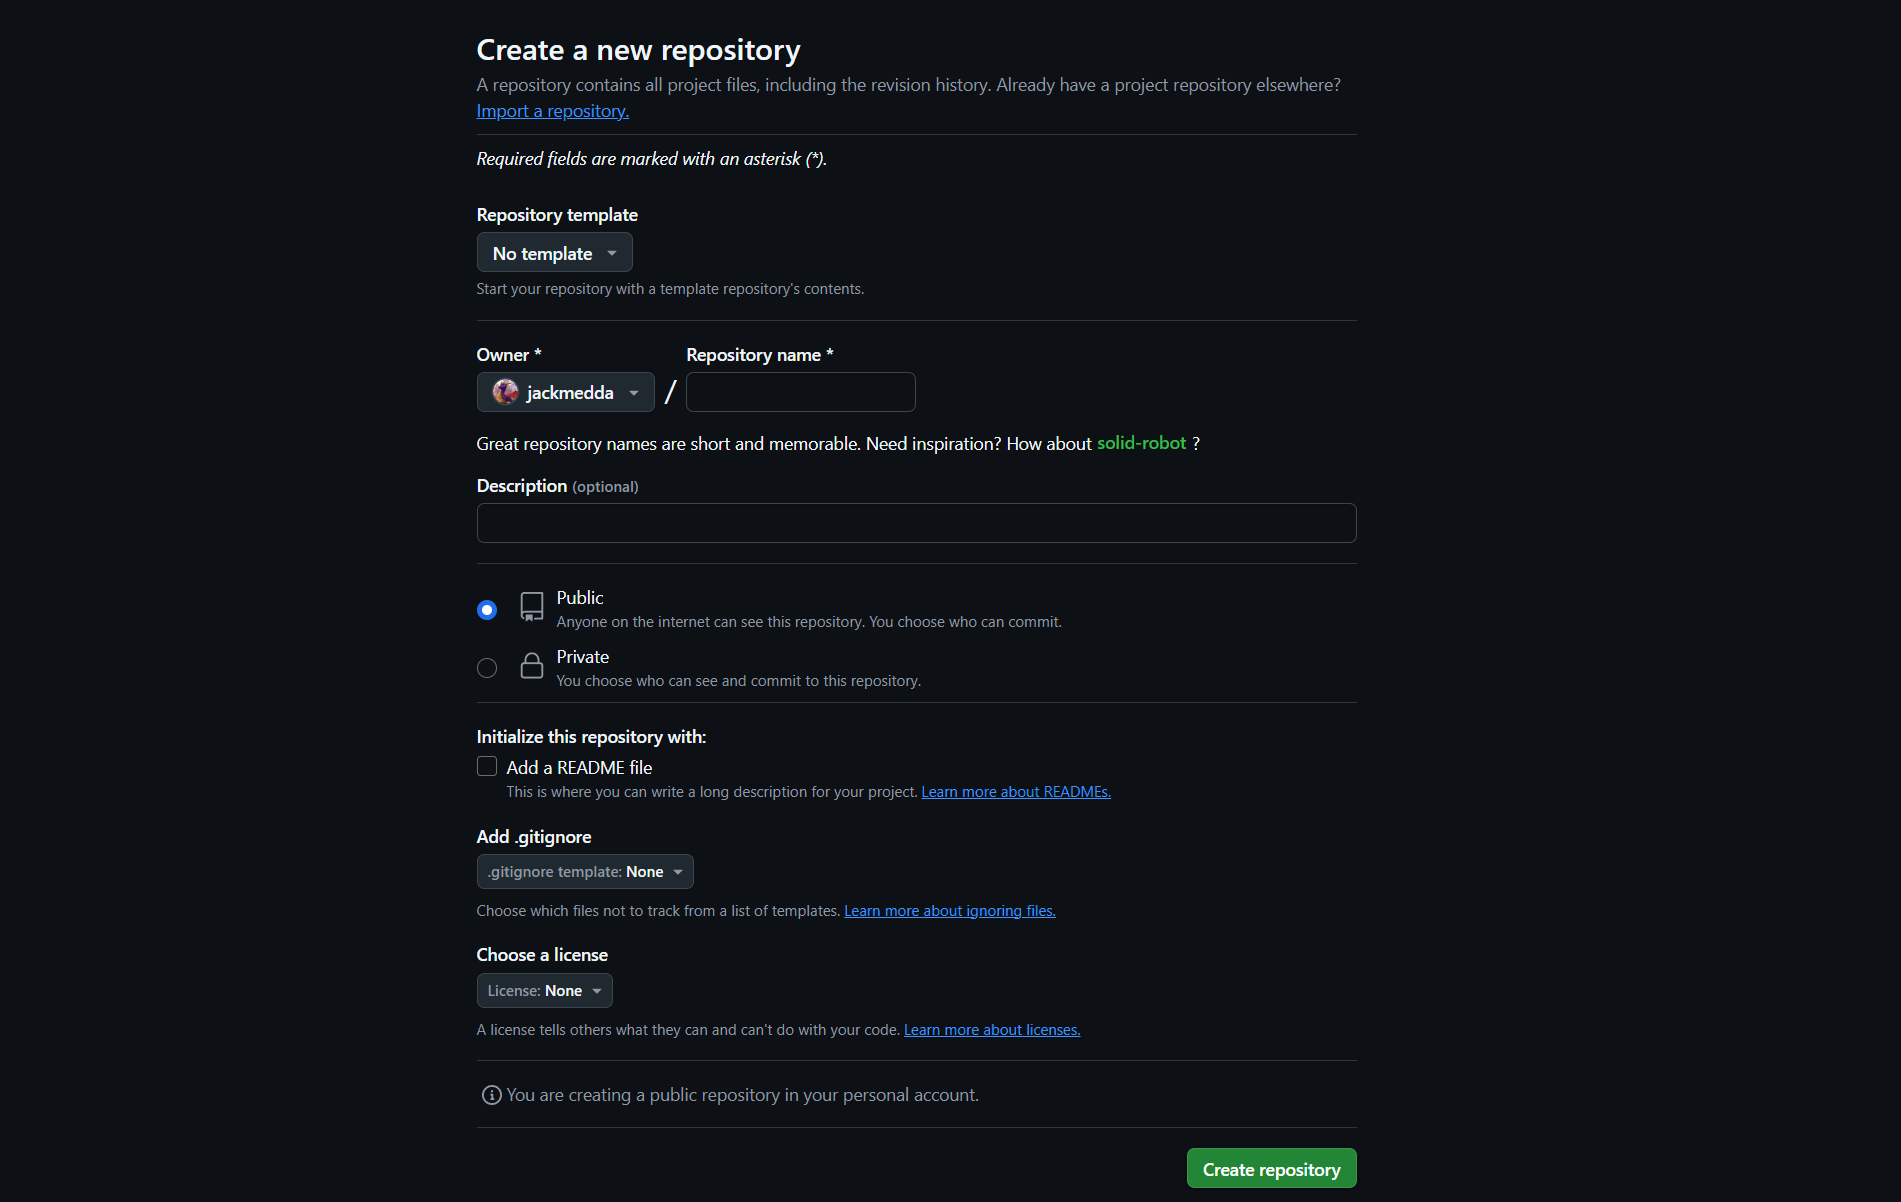 Create a new repository
A repository contains all project files, including the revision history. Already have a project repository elsewhere?
Import a repository.
Required fields are marked with an asterisk (*).
Repository template
No template
Start your repository with a template repository's contents.
Owner * Repository name *
jackmedda /
Great repository names are short and memorable. Need inspiration? How about solid-robot ?
Description (optional)
Public
Anyone on the internet can see this repository. You choose who can commit.
Private
You choose who can see and commit to this repository.
Initialize this repository with:
Add a README file
This is where you can write a long description for your project. Learn more about READMEs.
Add .gitignore
.gitignore template: None
Choose which files not to track from a list of templates. Learn more about ignoring files.
Choose a license
License: None
A license tells others what they can and can't do with your code. Learn more about licenses.
You are creating a public repository in your personal account.
Create repository